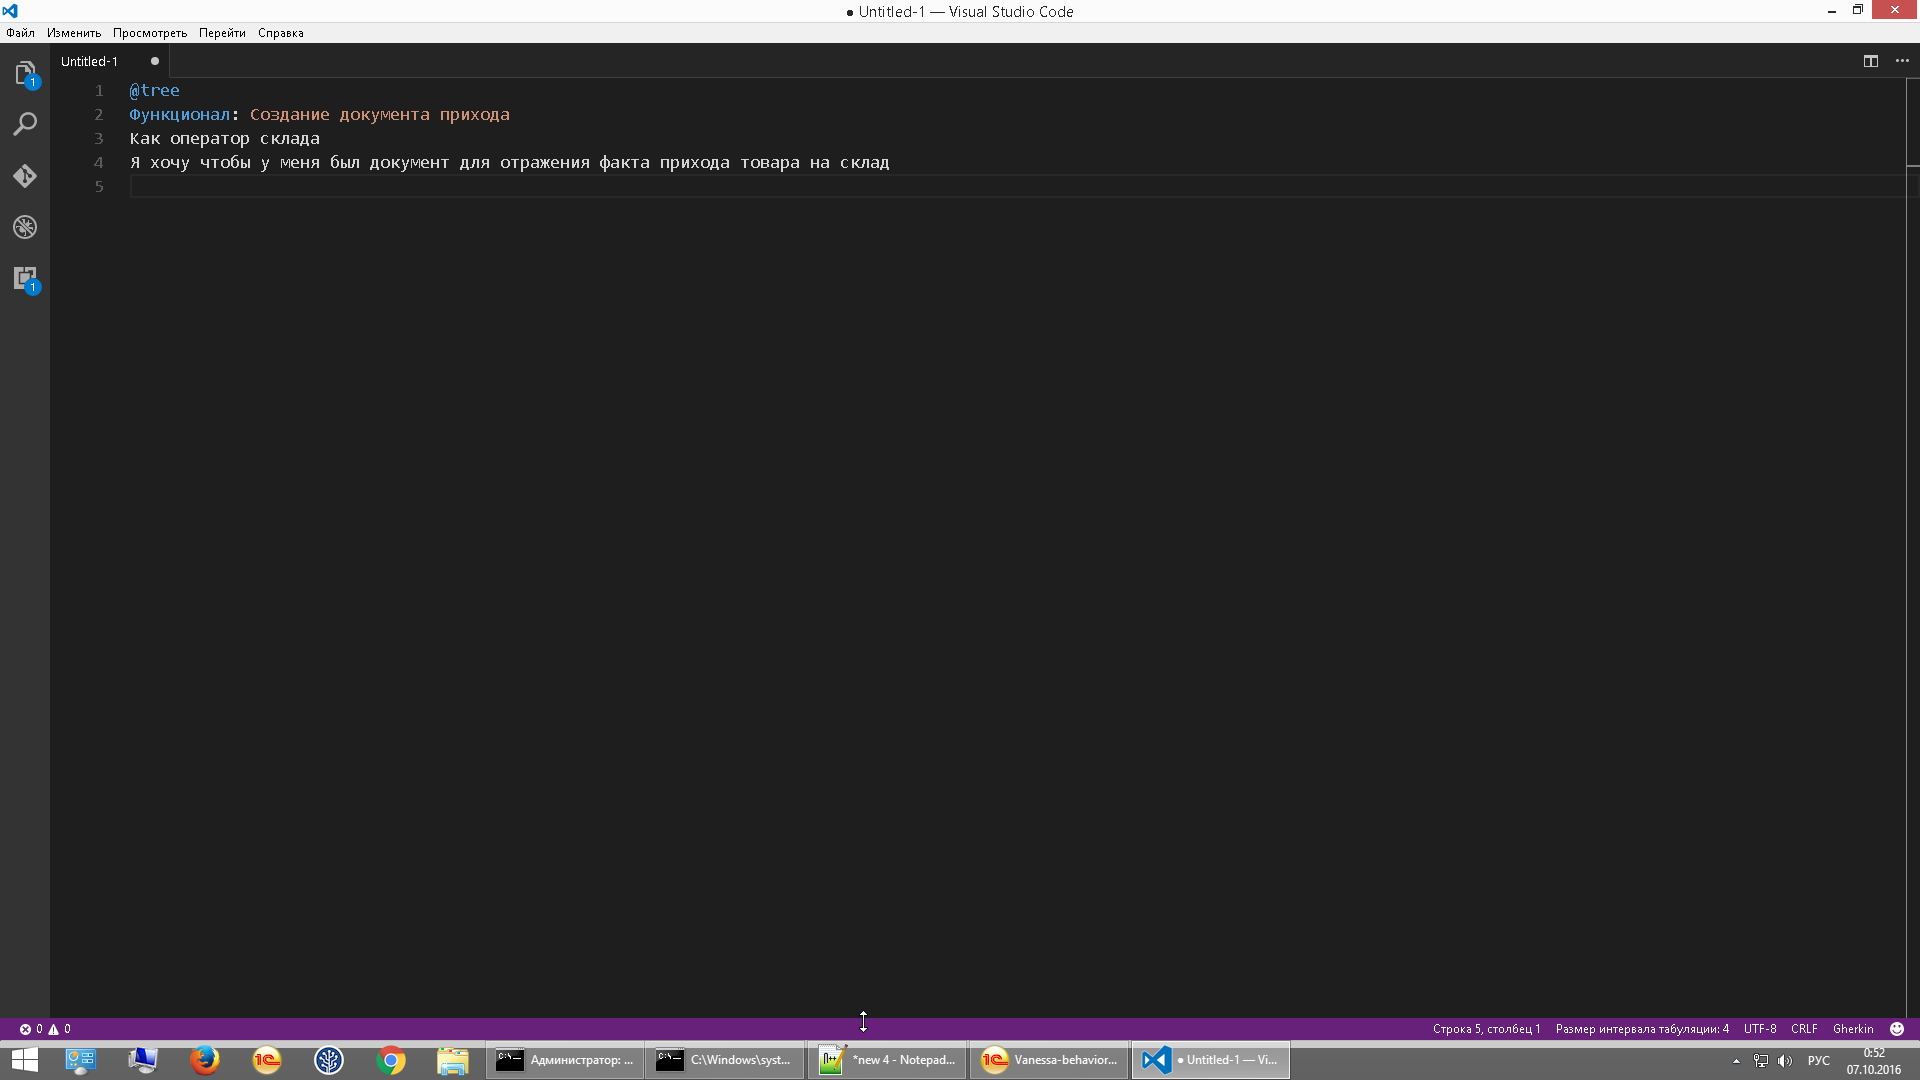 ● Untitled-1 — Visual Studio Code
Файл Изменить Просмотреть Перейти Справка
Untitled-1 ●
1 @tree
2 Функционал: Создание документа прихода
3 Как оператор склада
4 Я хочу чтобы у меня был документ для отражения факта прихода товара на склад
5
1
1
0 0 Строка 5, столбец 1 Размер интервала табуляции: 4 UTF-8 CRLF Gherkin
Администратор: ... C:\Windows\syst... *new 4 - Notepad... Vanessa-behavior... ● Untitled-1 — Vi... РУС 0:52
07.10.2016